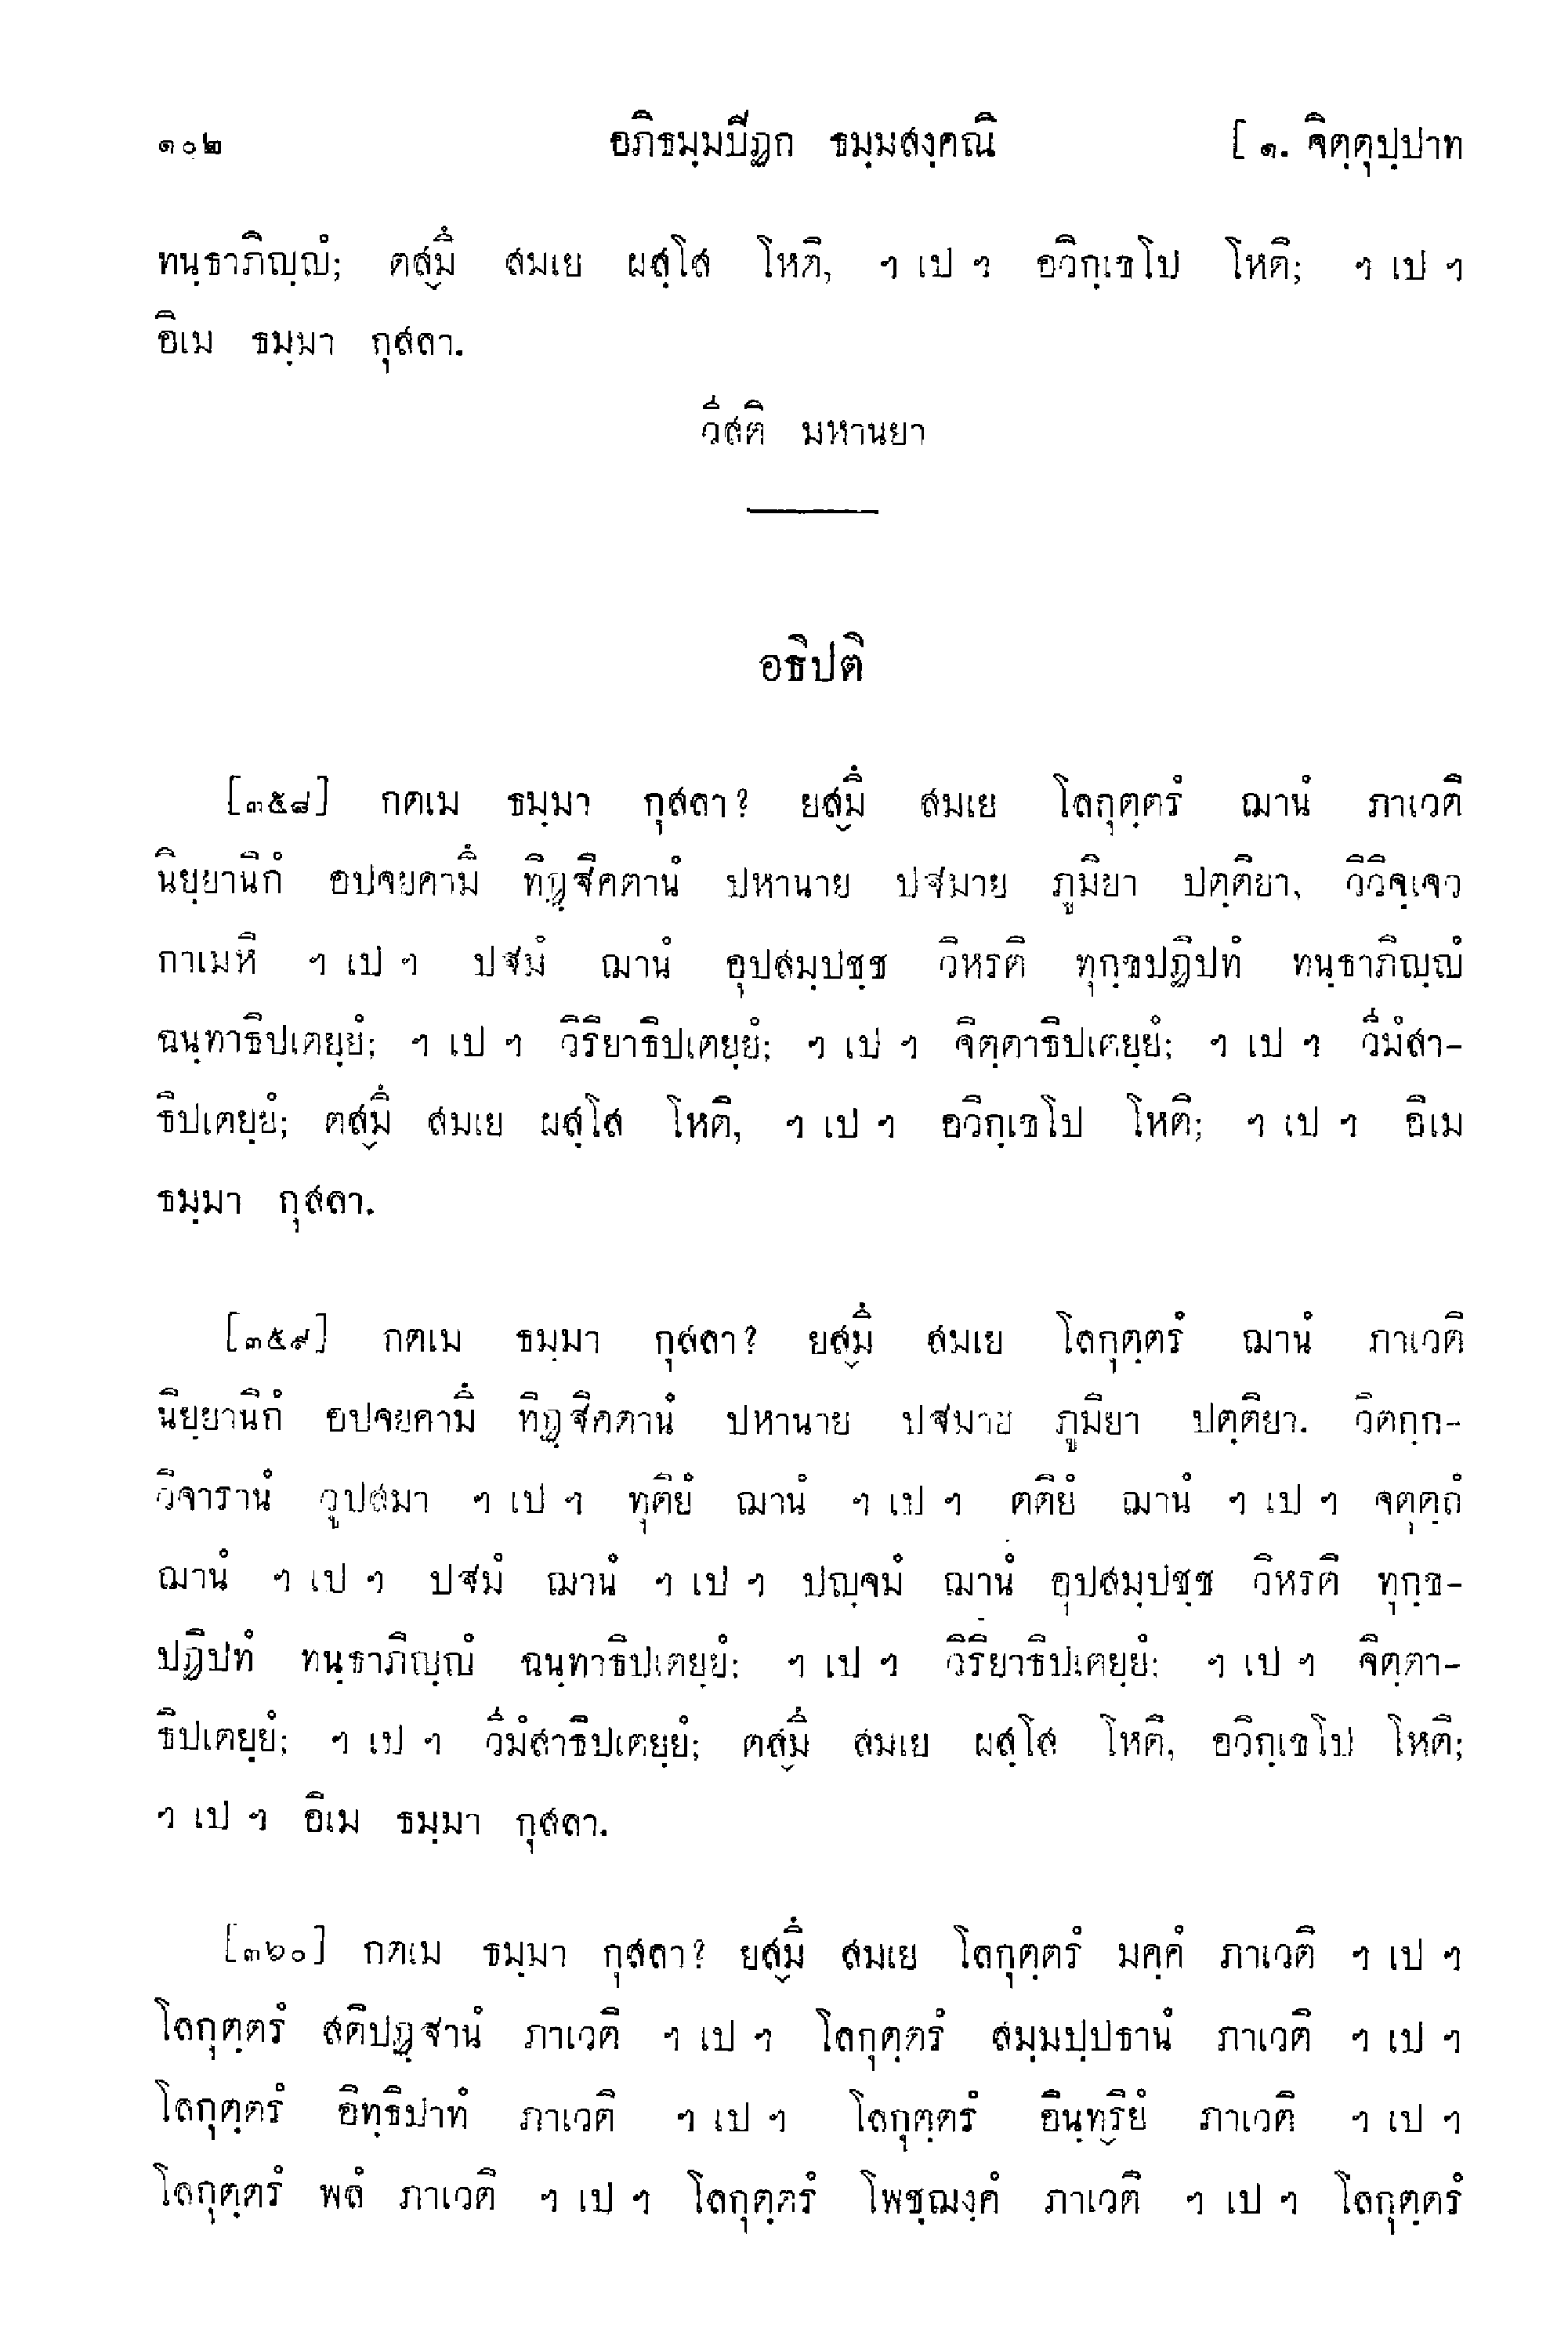 ๑๐๒ อภิธมฺมปีฏก ธมฺมสงฺคณี [ ๑. จิตฺตุปฺปาท
ทนฺธาภิญฺญํ; ตสฺมิํ สมเย ผสฺโส โหติ, ฯ เป ฯ อวิกฺเขโป โหติ; ฯ เป ฯ
อิเม ธมฺมา กุสลา.
วีสติ มหานยา
อธิปติ
[๓๕๘] กตเม ธมฺมา กุสลา? ยสฺมิํ สมเย โลกุตฺตรํ ฌานํ ภาเวติ
นิยฺยานิกํ อปจยคามิํ ทิฏฺฐิคตานํ ปหานาย ปฐมาย ภูมิยา ปตฺติยา, วิวิจฺเจว
กาเมหิ ฯ เป ฯ ปฐมํ ฌานํ อุปสมฺปชฺช วิหรติ ทุกฺขปฏิปทํ ทนฺธาภิญฺญํ
ฉนฺทาธิปเตยฺยํ; ฯ เป ฯ วิริยาธิปเตยฺยํ; ฯ เป ฯ จิตฺตาธิปเตยฺยํ; ฯ เป ฯ วีมํสา-
ธิปเตยฺยํ; ตสฺมิํ สมเย ผสฺโส โหติ, ฯ เป ฯ อวิกฺเขโป โหติ; ฯ เป ฯ อิเม
ธมฺมา กุสลา.
[๓๕๙] กตเม ธมฺมา กุสลา? ยสฺมิํ สมเย โลกุตฺตรํ ฌานํ ภาเวติ
นิยฺยานิกํ อปจยคามิํ ทิฏฺฐิคตานํ ปหานาย ปฐมาย ภูมิยา ปตฺติยา. วิตกฺก-
วิจารานํ วูปสมา ฯ เป ฯ ทุติยํ ฌานํ ฯ เป ฯ ตติยํ ฌานํ ฯ เป ฯ จตุตฺถํ
ฌานํ ฯ เป ฯ ปฐมํ ฌานํ ฯ เป ฯ ปญฺจมํ ฌานํ อุปสมฺปชฺช วิหรติ ทุกฺข-
ปฏิปทํ ทนฺธาภิญฺญํ ฉนฺทาธิปเตยฺยํ; ฯ เป ฯ วิริยาธิปเตยฺยํ; ฯ เป ฯ จิตฺตา-
ธิปเตยฺยํ; ฯ เป ฯ วีมํสาธิปเตยฺยํ; ตสฺมิํ สมเย ผสฺโส โหติ, อวิกฺเขโป โหติ;
ฯ เป ฯ อิเม ธมฺมา กุสลา.
[๓๖๐] กตเม ธมฺมา กุสลา? ยสฺมิํ สมเย โลกุตฺตรํ มคฺคํ ภาเวติ ฯ เป ฯ
โลกุตฺตรํ สติปฏฺฐานํ ภาเวติ ฯ เป ฯ โลกุตฺตรํ สมฺมปฺปธานํ ภาเวติ ฯ เป ฯ
โลกุตฺตรํ อิทฺธิปาทํ ภาเวติ ฯ เป ฯ โลกุตฺตรํ อินฺทฺริยํ ภาเวติ ฯ เป ฯ
โลกุตฺตรํ พลํ ภาเวติ ฯ เป ฯ โลกุตฺตรํ โพชฺฌงฺคํ ภาเวติ ฯ เป ฯ โลกุตฺตรํ